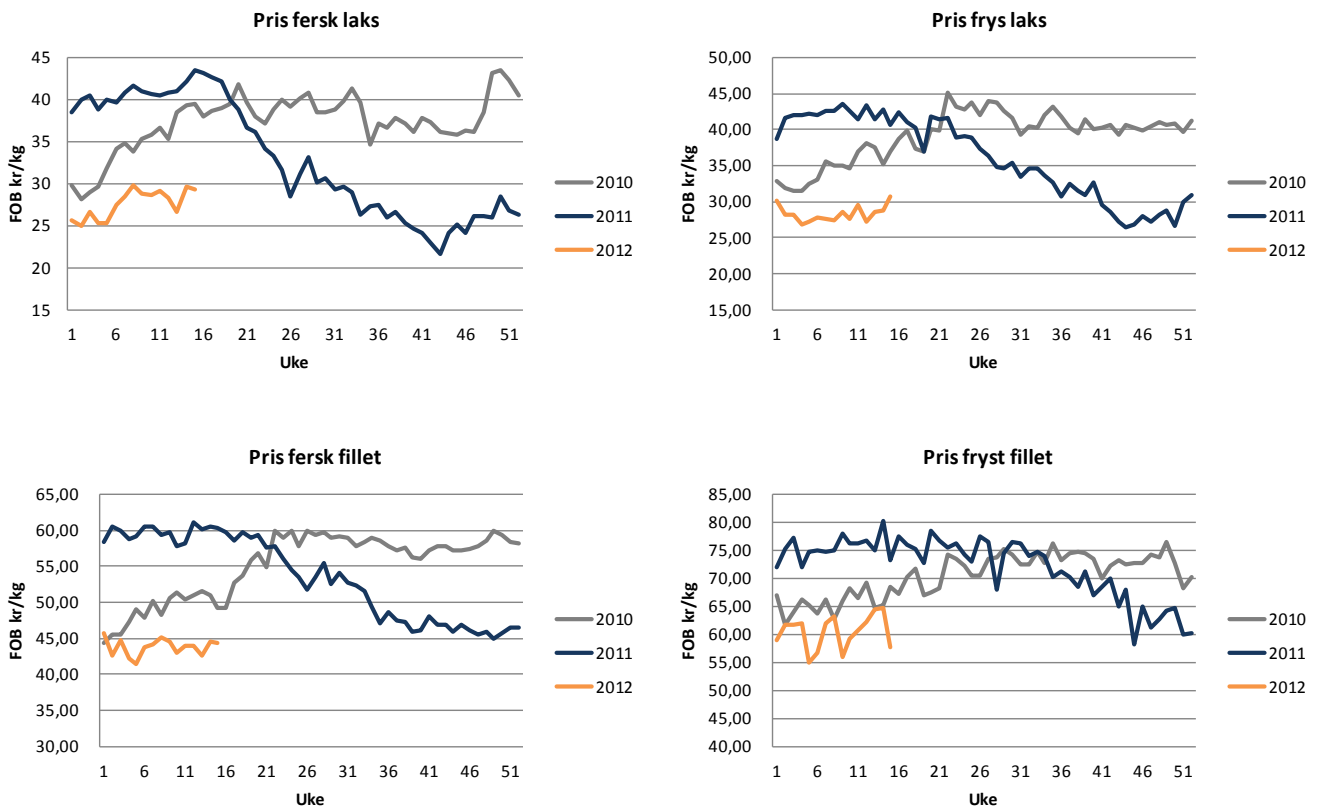 Pris fersk laks
FOB kr/kg
45
40
35
30
25
20
15
1 6 11 16 21 26 31 36 41 46 51
Uke
2010
2011
2012
Pris frys laks
FOB kr/kg
50,00
45,00
40,00
35,00
30,00
25,00
20,00
15,00
1 6 11 16 21 26 31 36 41 46 51
Uke
2010
2011
2012
Pris fersk fillet
FOB kr/kg
65,00
60,00
55,00
50,00
45,00
40,00
35,00
30,00
1 6 11 16 21 26 31 36 41 46 51
Uke
2010
2011
2012
Pris fryst fillet
FOB kr/kg
85,00
80,00
75,00
70,00
65,00
60,00
55,00
50,00
45,00
40,00
1 6 11 16 21 26 31 36 41 46 51
Uke
2010
2011
2012